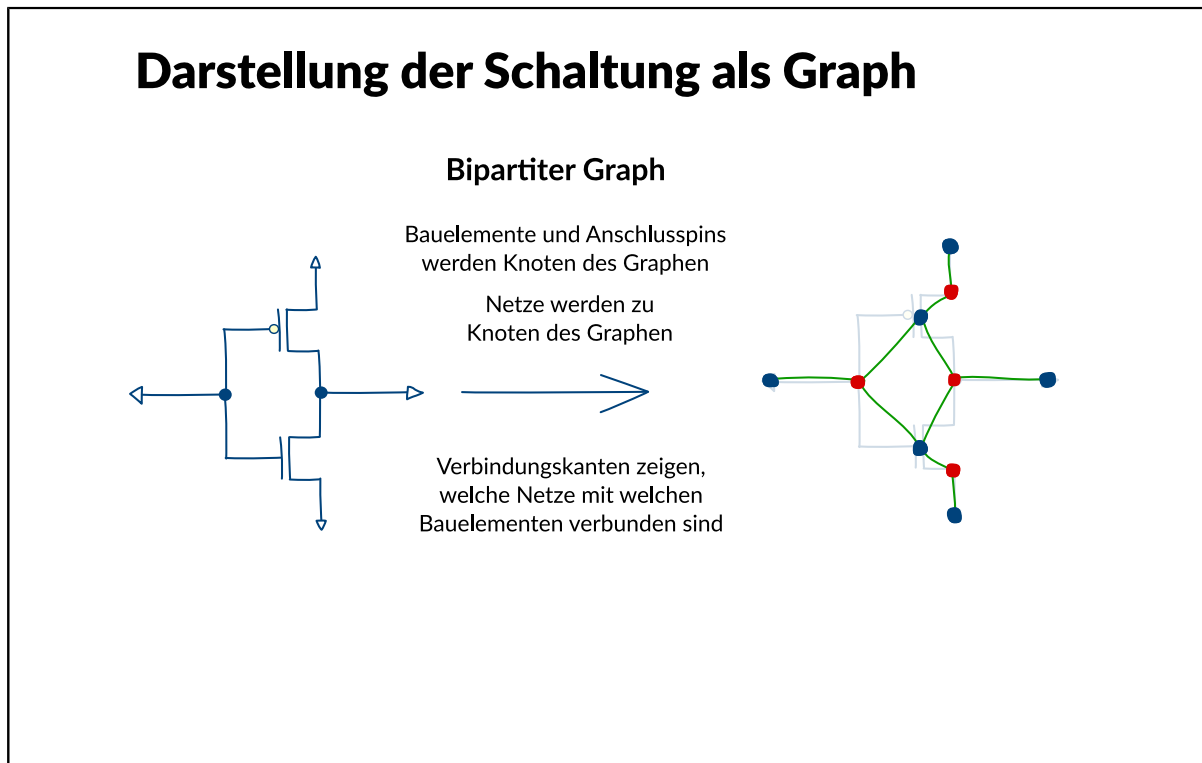 Darstellung der Schaltung als Graph
Bipartiter Graph
Bauelemente und Anschlusspins
werden Knoten des Graphen
Netze werden zu
Knoten des Graphen
Verbindungskanten zeigen,
welche Netze mit welchen
Bauelementen verbunden sind